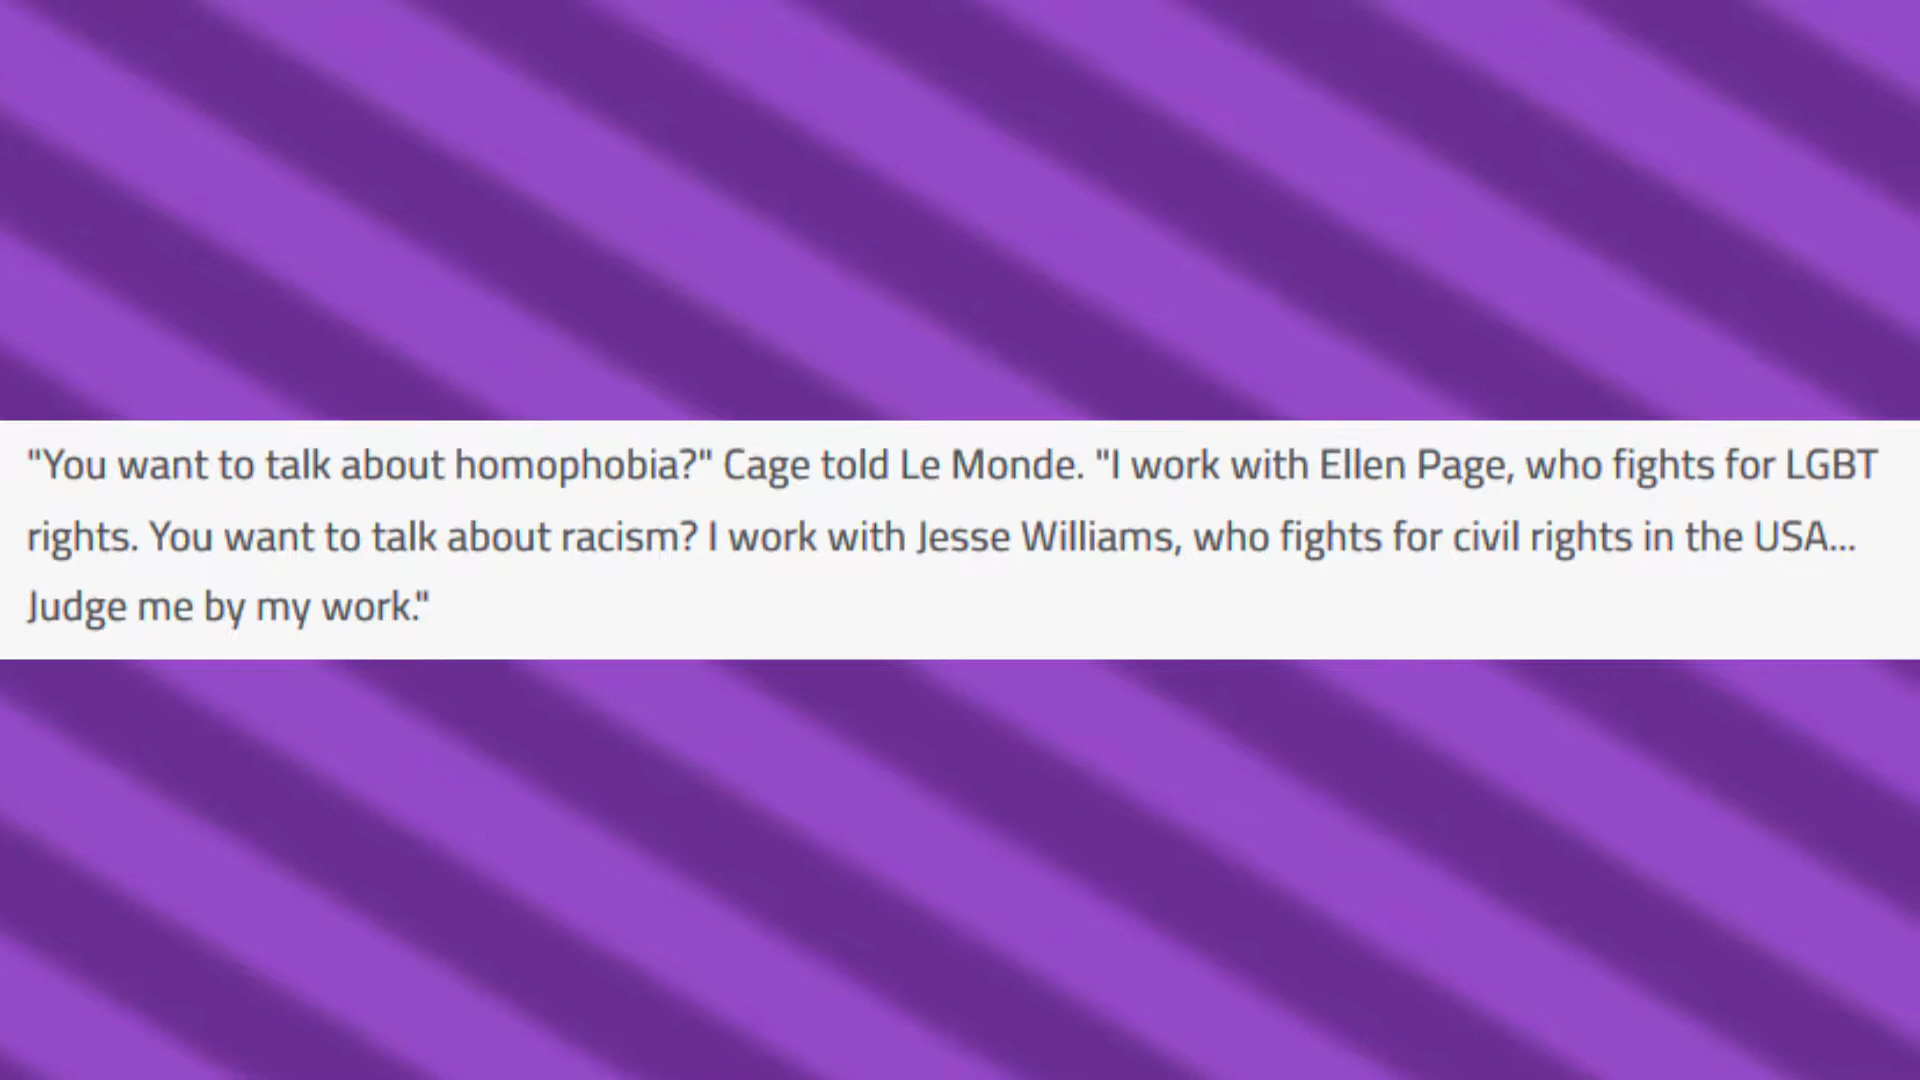 "You want to talk about homophobia?" Cage told Le Monde. "I work with Ellen Page, who fights for LGBT
rights. You want to talk about racism? I work with Jesse Williams, who fights for civil rights in the USA...
Judge me by my work."